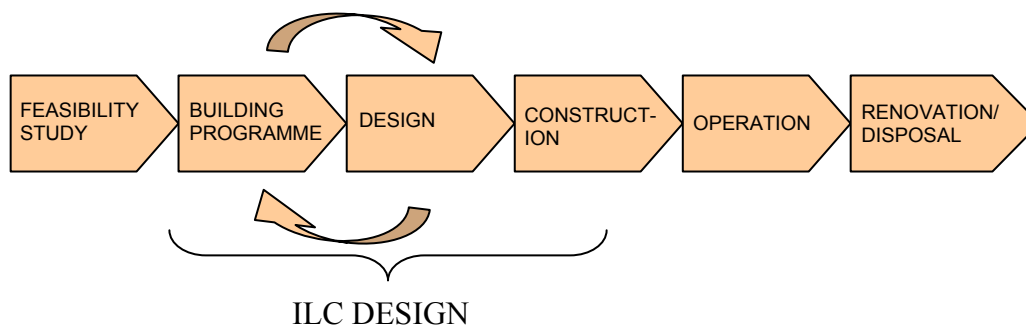 FEASIBILITY
STUDY
BUILDING
PROGRAMME
DESIGN
CONSTRUCT-
ION
OPERATION
RENOVATION/
DISPOSAL
ILC DESIGN